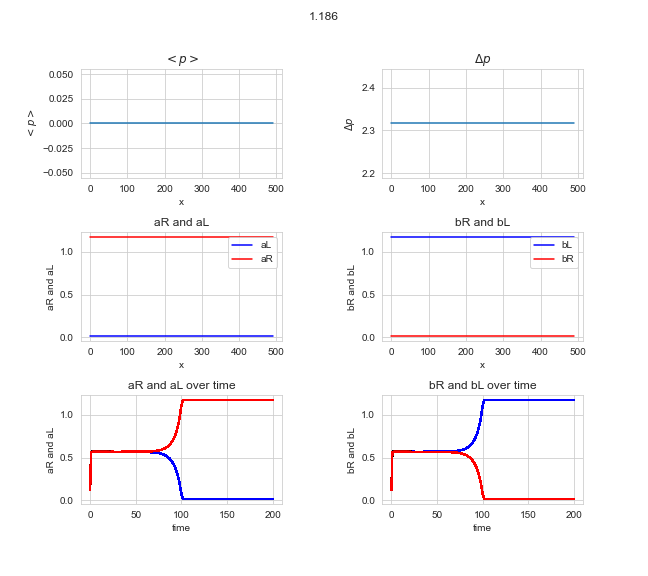 1.186
< p >
0.050
0.025
0.000
−0.025
−0.050
< p >
0 100 200 300 400 500
x
Δp
2.4
2.3
2.2
Δp
0 100 200 300 400 500
x
aR and aL
1.0
0.5
0.0
aR and aL
aL
aR
0 100 200 300 400 500
x
bR and bL
1.0
0.5
0.0
bR and bL
bL
bR
0 100 200 300 400 500
x
aR and aL over time
1.0
0.5
0.0
aR and aL
0 50 100 150 200
time
bR and bL over time
1.0
0.5
0.0
bR and bL
0 50 100 150 200
time